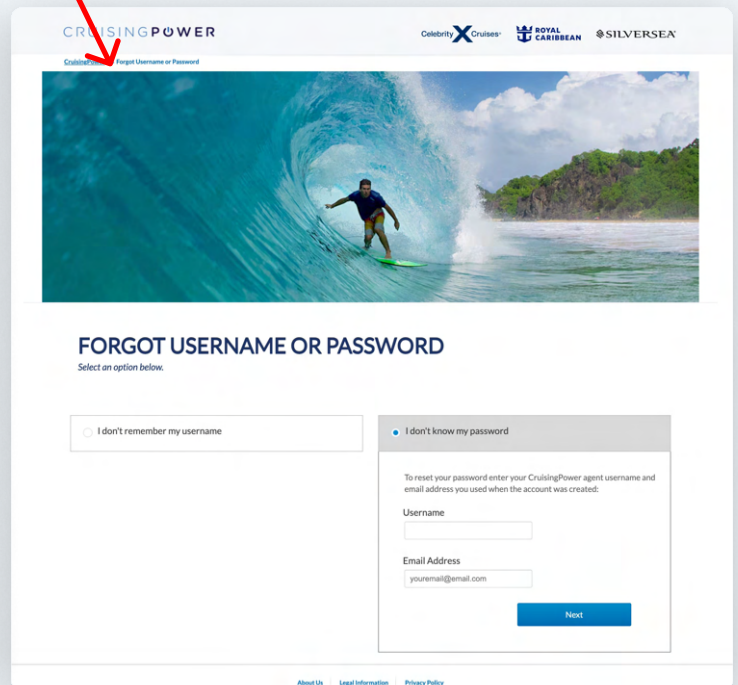 CRUISINGPOWER
Celebrity X Cruises®
ROYAL CARIBBEAN
SILVERSEA®
Forgot Username or Password
FORGOT USERNAME OR PASSWORD
Select an option below.
I don't remember my username
I don't know my password
To reset your password enter your CruisingPower agent username and
email address you used when the account was created:
Username
Email Address
youremail@email.com
Next
About Us
Legal Information
Privacy Policy